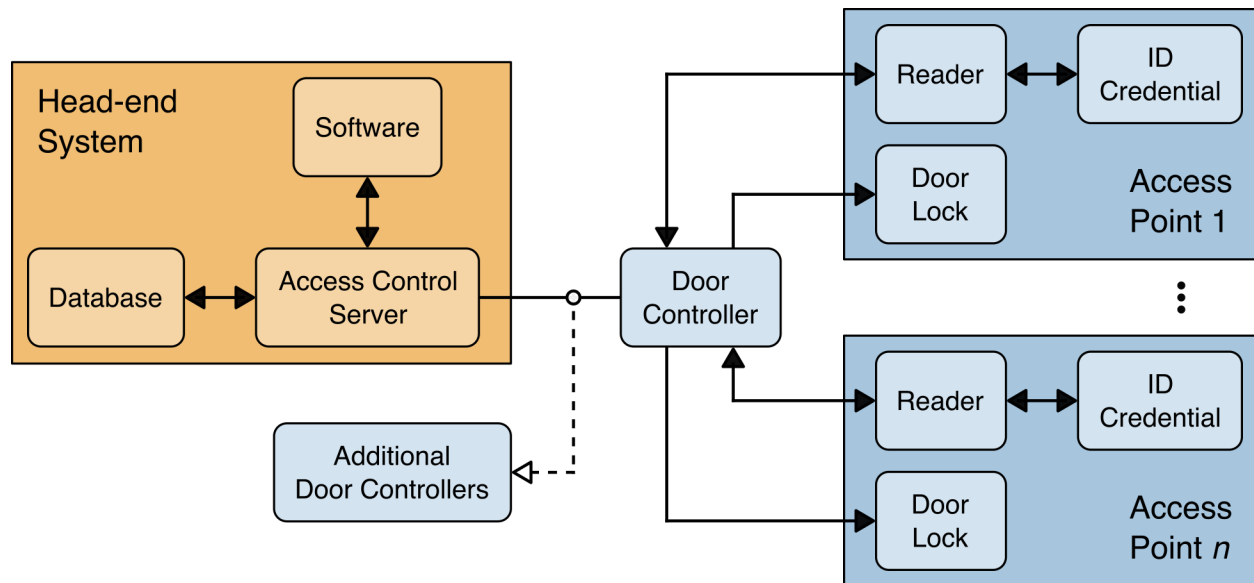 Head-end
System
Software
Database
Access Control
Server
Additional
Door Controllers
Door
Controller
Reader
ID
Credential
Door
Lock
Access
Point 1
Reader
ID
Credential
Door
Lock
Access
Point n